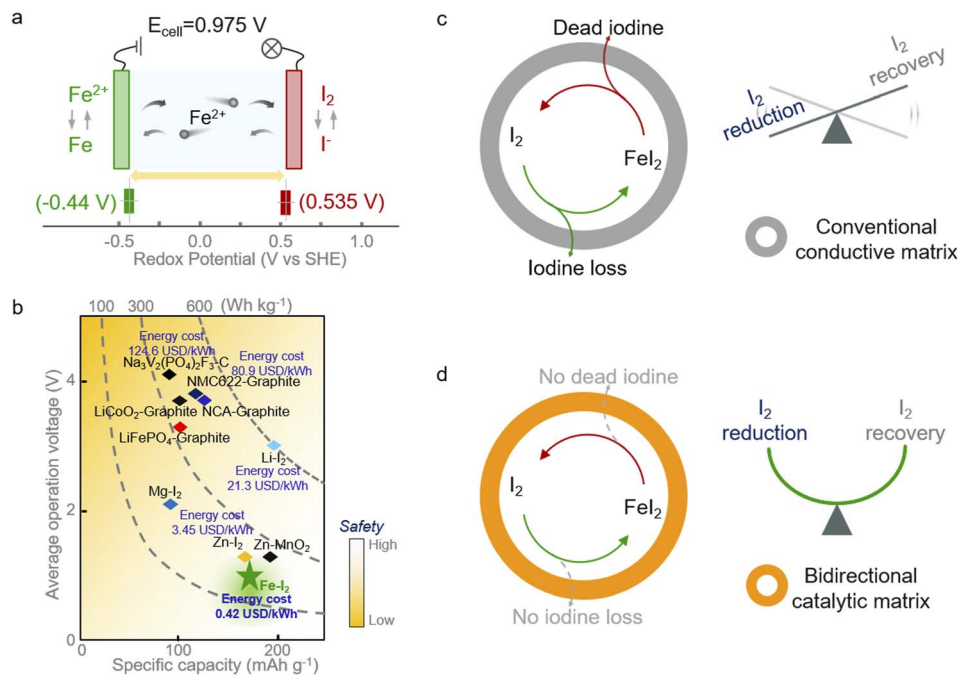 a
E_cell=0.975 V
Fe²⁺
Fe
Fe²⁺
I₂
I⁻
(-0.44 V)
(0.535 V)
-0.5
0.0
0.5
1.0
Redox Potential (V vs SHE)
b
100
300
600
(Wh kg⁻¹)
Energy cost
124.6 USD/kWh
Na₃V₂(PO₄)₂F₃-C
Energy cost
80.9 USD/kWh
NMC622-Graphite
LiCoO₂-Graphite
NCA-Graphite
LiFePO₄-Graphite
Li-I₂
Energy cost
21.3 USD/kWh
Mg-I₂
Energy cost
3.45 USD/kWh
Zn-I₂
Zn-MnO₂
Fe-I₂
Energy cost
0.42 USD/kWh
Safety
High
Low
4
2
0
100
200
Average operation voltage (V)
Specific capacity (mAh g⁻¹)
c
Dead iodine
I₂
FeI₂
Iodine loss
I₂
reduction
I₂
recovery
Conventional
conductive matrix
d
No dead iodine
I₂
FeI₂
No iodine loss
I₂
reduction
I₂
recovery
Bidirectional
catalytic matrix